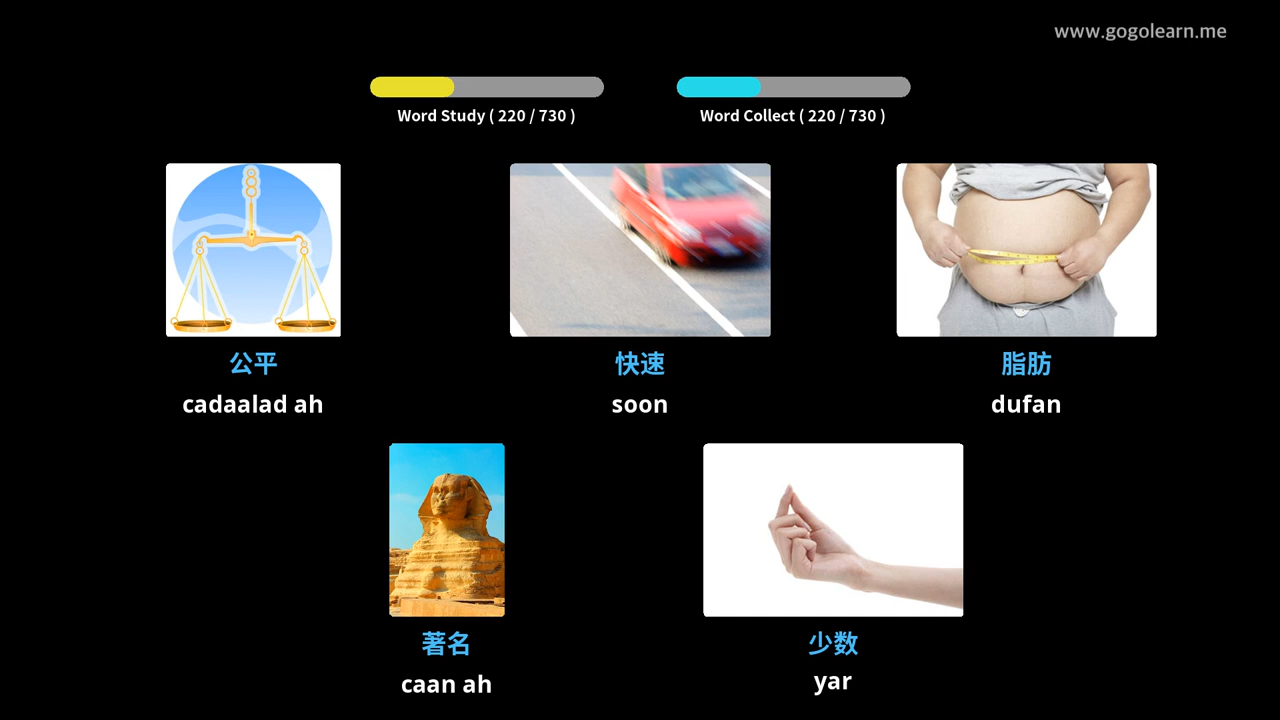 www.gogolearn.me
Word Study ( 220 / 730 )
Word Collect ( 220 / 730 )
公平
cadaalad ah
快速
soon
脂肪
dufan
著名
caan ah
少数
yar